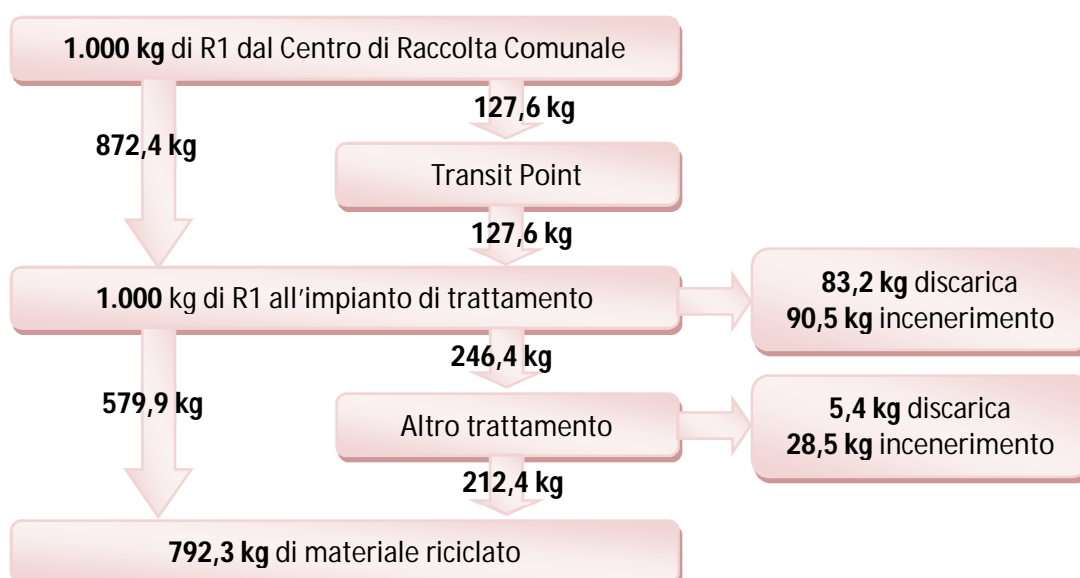 1.000 kg di R1 dal Centro di Raccolta Comunale
127,6 kg
872,4 kg
Transit Point
127,6 kg
1.000 kg di R1 all'impianto di trattamento
83,2 kg discarica
90,5 kg incenerimento
246,4 kg
579,9 kg
Altro trattamento
5,4 kg discarica
28,5 kg incenerimento
212,4 kg
792,3 kg di materiale riciclato